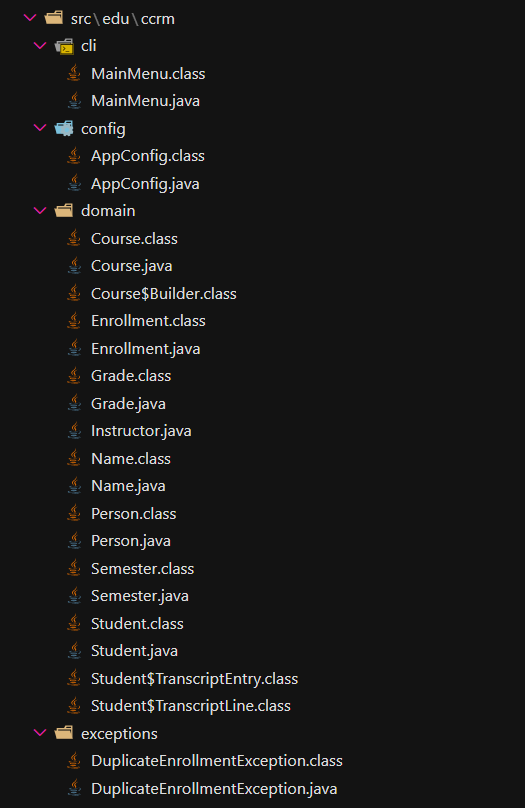 src\edu\ccrm
cli
MainMenu.class
MainMenu.java
config
AppConfig.class
AppConfig.java
domain
Course.class
Course.java
Course$Builder.class
Enrollment.class
Enrollment.java
Grade.class
Grade.java
Instructor.java
Name.class
Name.java
Person.class
Person.java
Semester.class
Semester.java
Student.class
Student.java
Student$TranscriptEntry.class
Student$TranscriptLine.class
exceptions
DuplicateEnrollmentException.class
DuplicateEnrollmentException.java